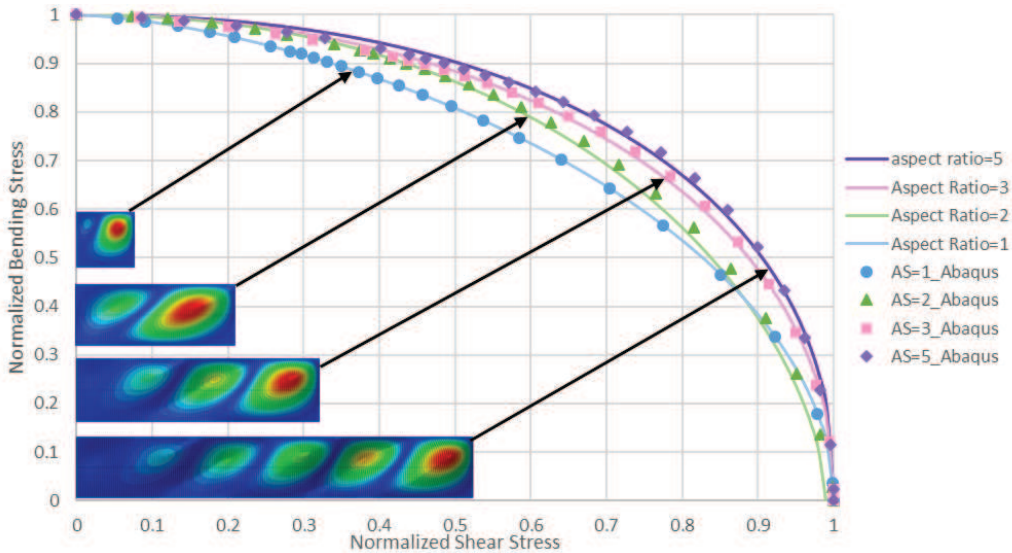 Normalized Bending Stress
1
0.9
0.8
0.7
0.6
0.5
0.4
0.3
0.2
0.1
0
0 0.1 0.2 0.3 0.4 0.5 0.6 0.7 0.8 0.9 1
Normalized Shear Stress
aspect ratio=5
Aspect Ratio=3
Aspect Ratio=2
Aspect Ratio=1
AS=1_Abaqus
AS=2_Abaqus
AS=3_Abaqus
AS=5_Abaqus